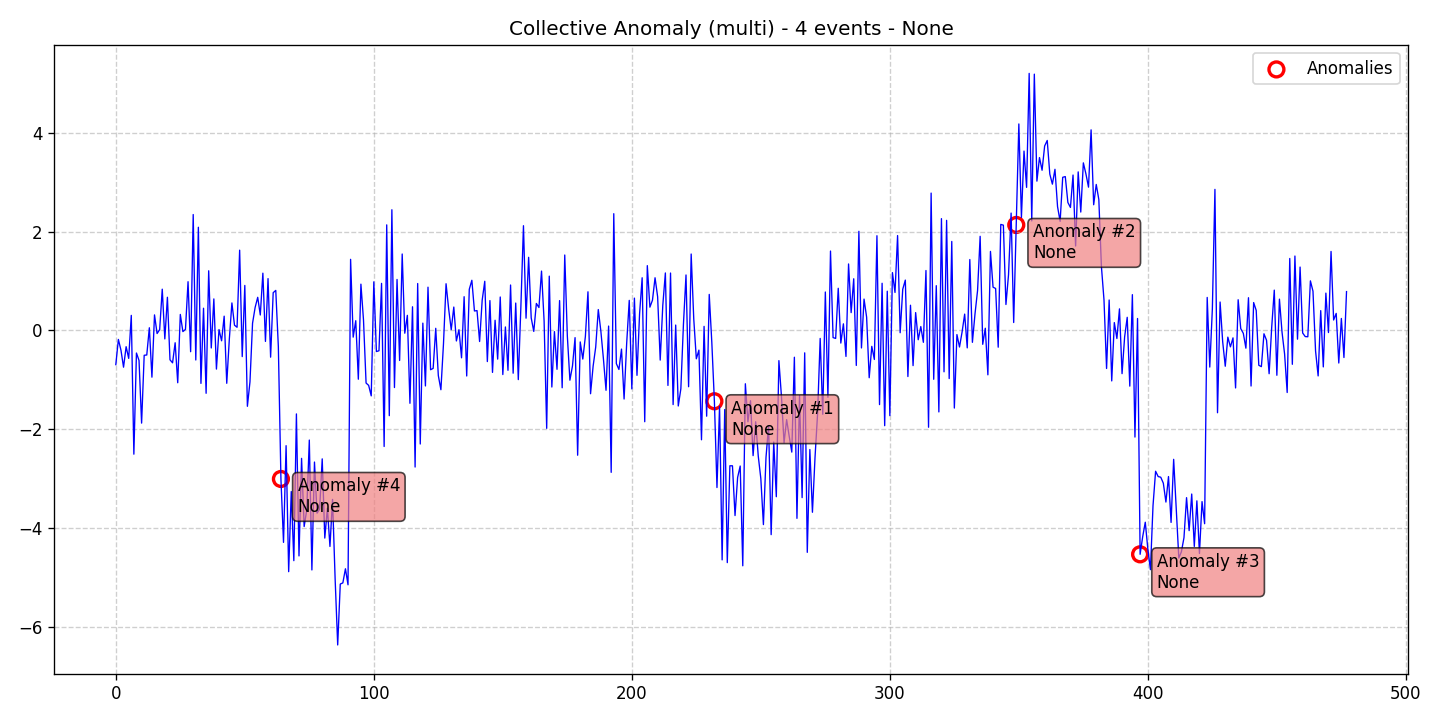 Collective Anomaly (multi) - 4 events - None
Anomalies
4
2
0
−2
−4
−6
Anomaly #2
None
Anomaly #1
None
Anomaly #4
None
Anomaly #3
None
0
100
200
300
400
500